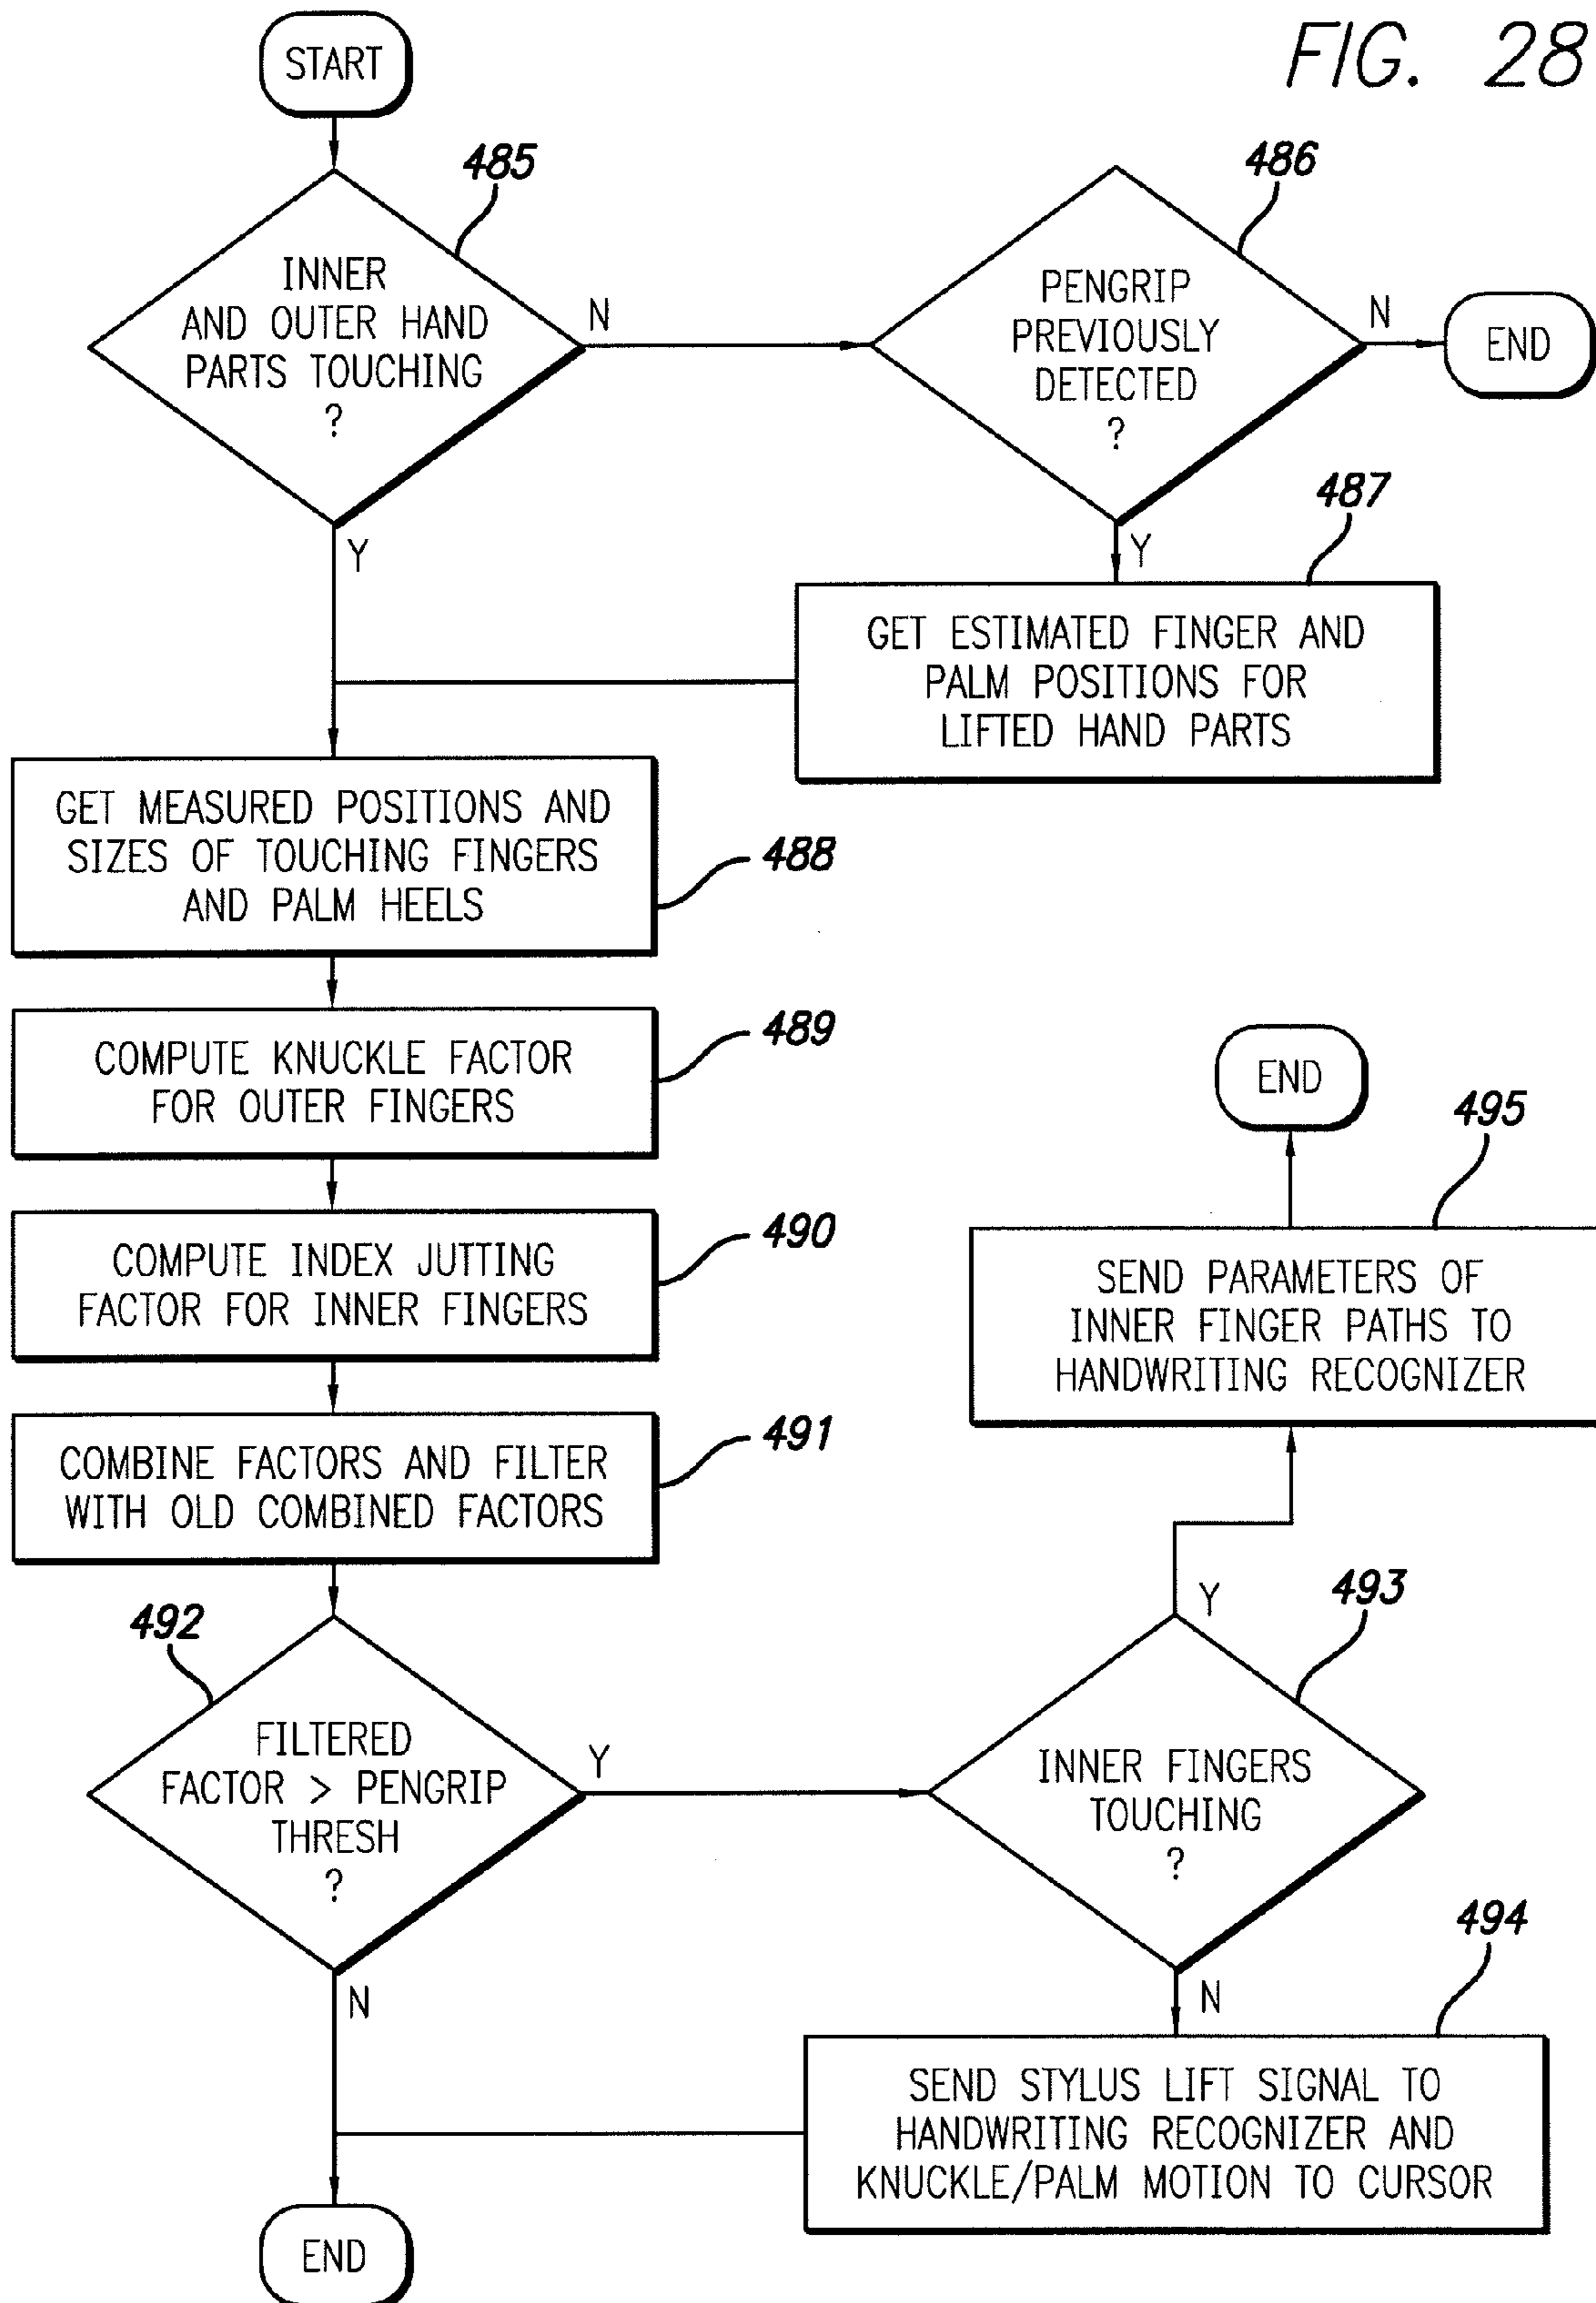 FIG. 28
START
485
INNER
AND OUTER HAND
PARTS TOUCHING
?
N
Y
486
PENGRIP
PREVIOUSLY
DETECTED
?
N
END
Y
487
GET ESTIMATED FINGER AND
PALM POSITIONS FOR
LIFTED HAND PARTS
GET MEASURED POSITIONS AND
SIZES OF TOUCHING FINGERS
AND PALM HEELS
488
COMPUTE KNUCKLE FACTOR
FOR OUTER FINGERS
489
COMPUTE INDEX JUTTING
FACTOR FOR INNER FINGERS
490
COMBINE FACTORS AND FILTER
WITH OLD COMBINED FACTORS
491
492
FILTERED
FACTOR > PENGRIP
THRESH
?
Y
N
END
495
SEND PARAMETERS OF
INNER FINGER PATHS TO
HANDWRITING RECOGNIZER
Y
493
INNER FINGERS
TOUCHING
?
N
494
SEND STYLUS LIFT SIGNAL TO
HANDWRITING RECOGNIZER AND
KNUCKLE/PALM MOTION TO CURSOR
END